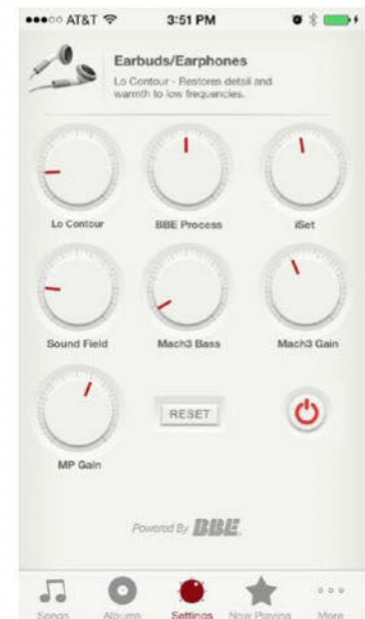 AT&T 3:51 PM
Earbuds/Earphones
Lo Contour - Restores detail and
warmth to low frequencies.
Lo Contour BBE Process iSet
Sound Field Mach3 Bass Mach3 Gain
MP Gain RESET
Powered By BBE.
Songs Albums Settings Now Playing More